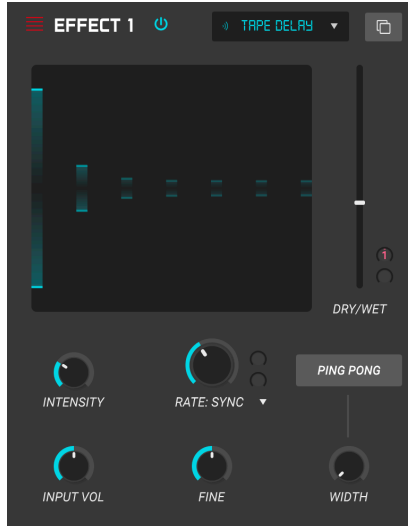 EFFECT 1
TAPE DELAY
1
DRY/WET
INTENSITY
RATE: SYNC
PING PONG
INPUT VOL
FINE
WIDTH